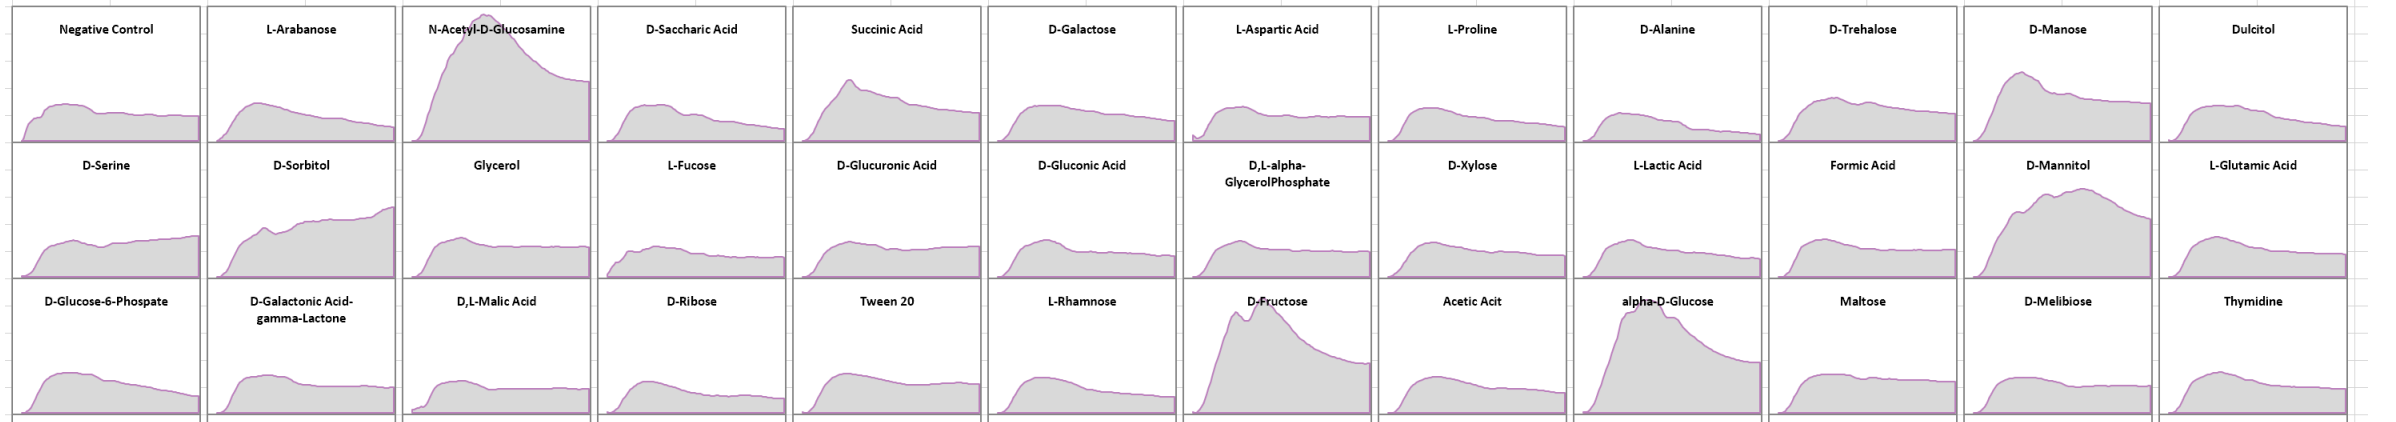 Negative Control
L-Arabanose
N-Acetyl-D-Glucosamine
D-Saccharic Acid
Succinic Acid
D-Galactose
L-Aspartic Acid
L-Proline
D-Alanine
D-Trehalose
D-Manose
Dulcitol
D-Serine
D-Sorbitol
Glycerol
L-Fucose
D-Glucuronic Acid
D-Gluconic Acid
D,L-alpha-
GlycerolPhosphate
D-Xylose
L-Lactic Acid
Formic Acid
D-Mannitol
L-Glutamic Acid
D-Glucose-6-Phospate
D-Galactonic Acid-
gamma-Lactone
D,L-Malic Acid
D-Ribose
Tween 20
L-Rhamnose
D-Fructose
Acetic Acit
alpha-D-Glucose
Maltose
D-Melibiose
Thymidine